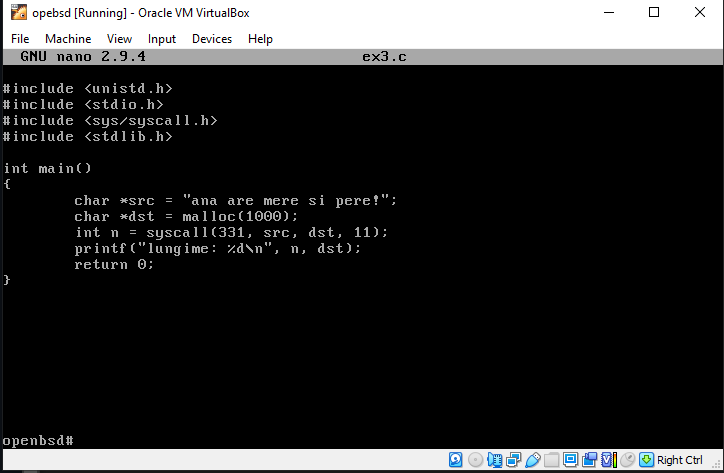 opebsd [Running] - Oracle VM VirtualBox
File Machine View Input Devices Help
GNU nano 2.9.4 ex3.c
#include <unistd.h>
#include <stdio.h>
#include <sys/syscall.h>
#include <stdlib.h>
int main()
{
char *src = "ana are mere si pere!";
char *dst = malloc(1000);
int n = syscall(331, src, dst, 11);
printf("lungime: %d\n", n, dst);
return 0;
}
openbsd#
Right Ctrl